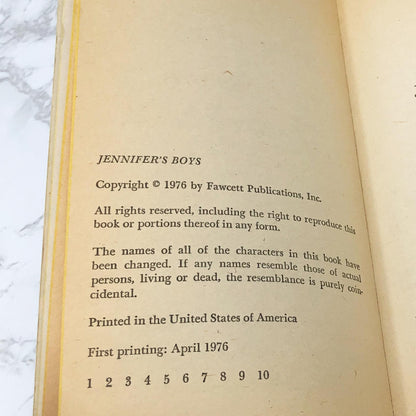 JENNIFER'S BOYS
Copyright © 1976 by Fawcett Publications, Inc.
All rights reserved, including the right to reproduce this
book or portions thereof in any form.
The names of all of the characters in this book have
been changed. If any names resemble those of actual
persons, living or dead, the resemblance is purely coin-
cidental.
Printed in the United States of America
First printing: April 1976
1 2 3 4 5 6 7 8 9 10